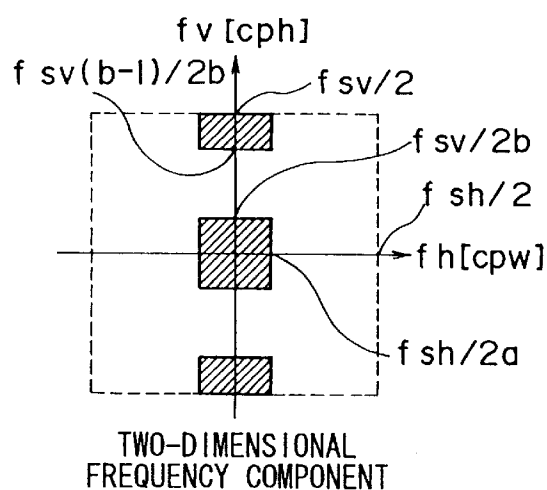 f v [cph]
f sv(b-1)/2b
f sv/2
f sv/2b
f sh/2
f h[cpw]
f sh/2a
TWO-DIMENSIONAL
FREQUENCY COMPONENT